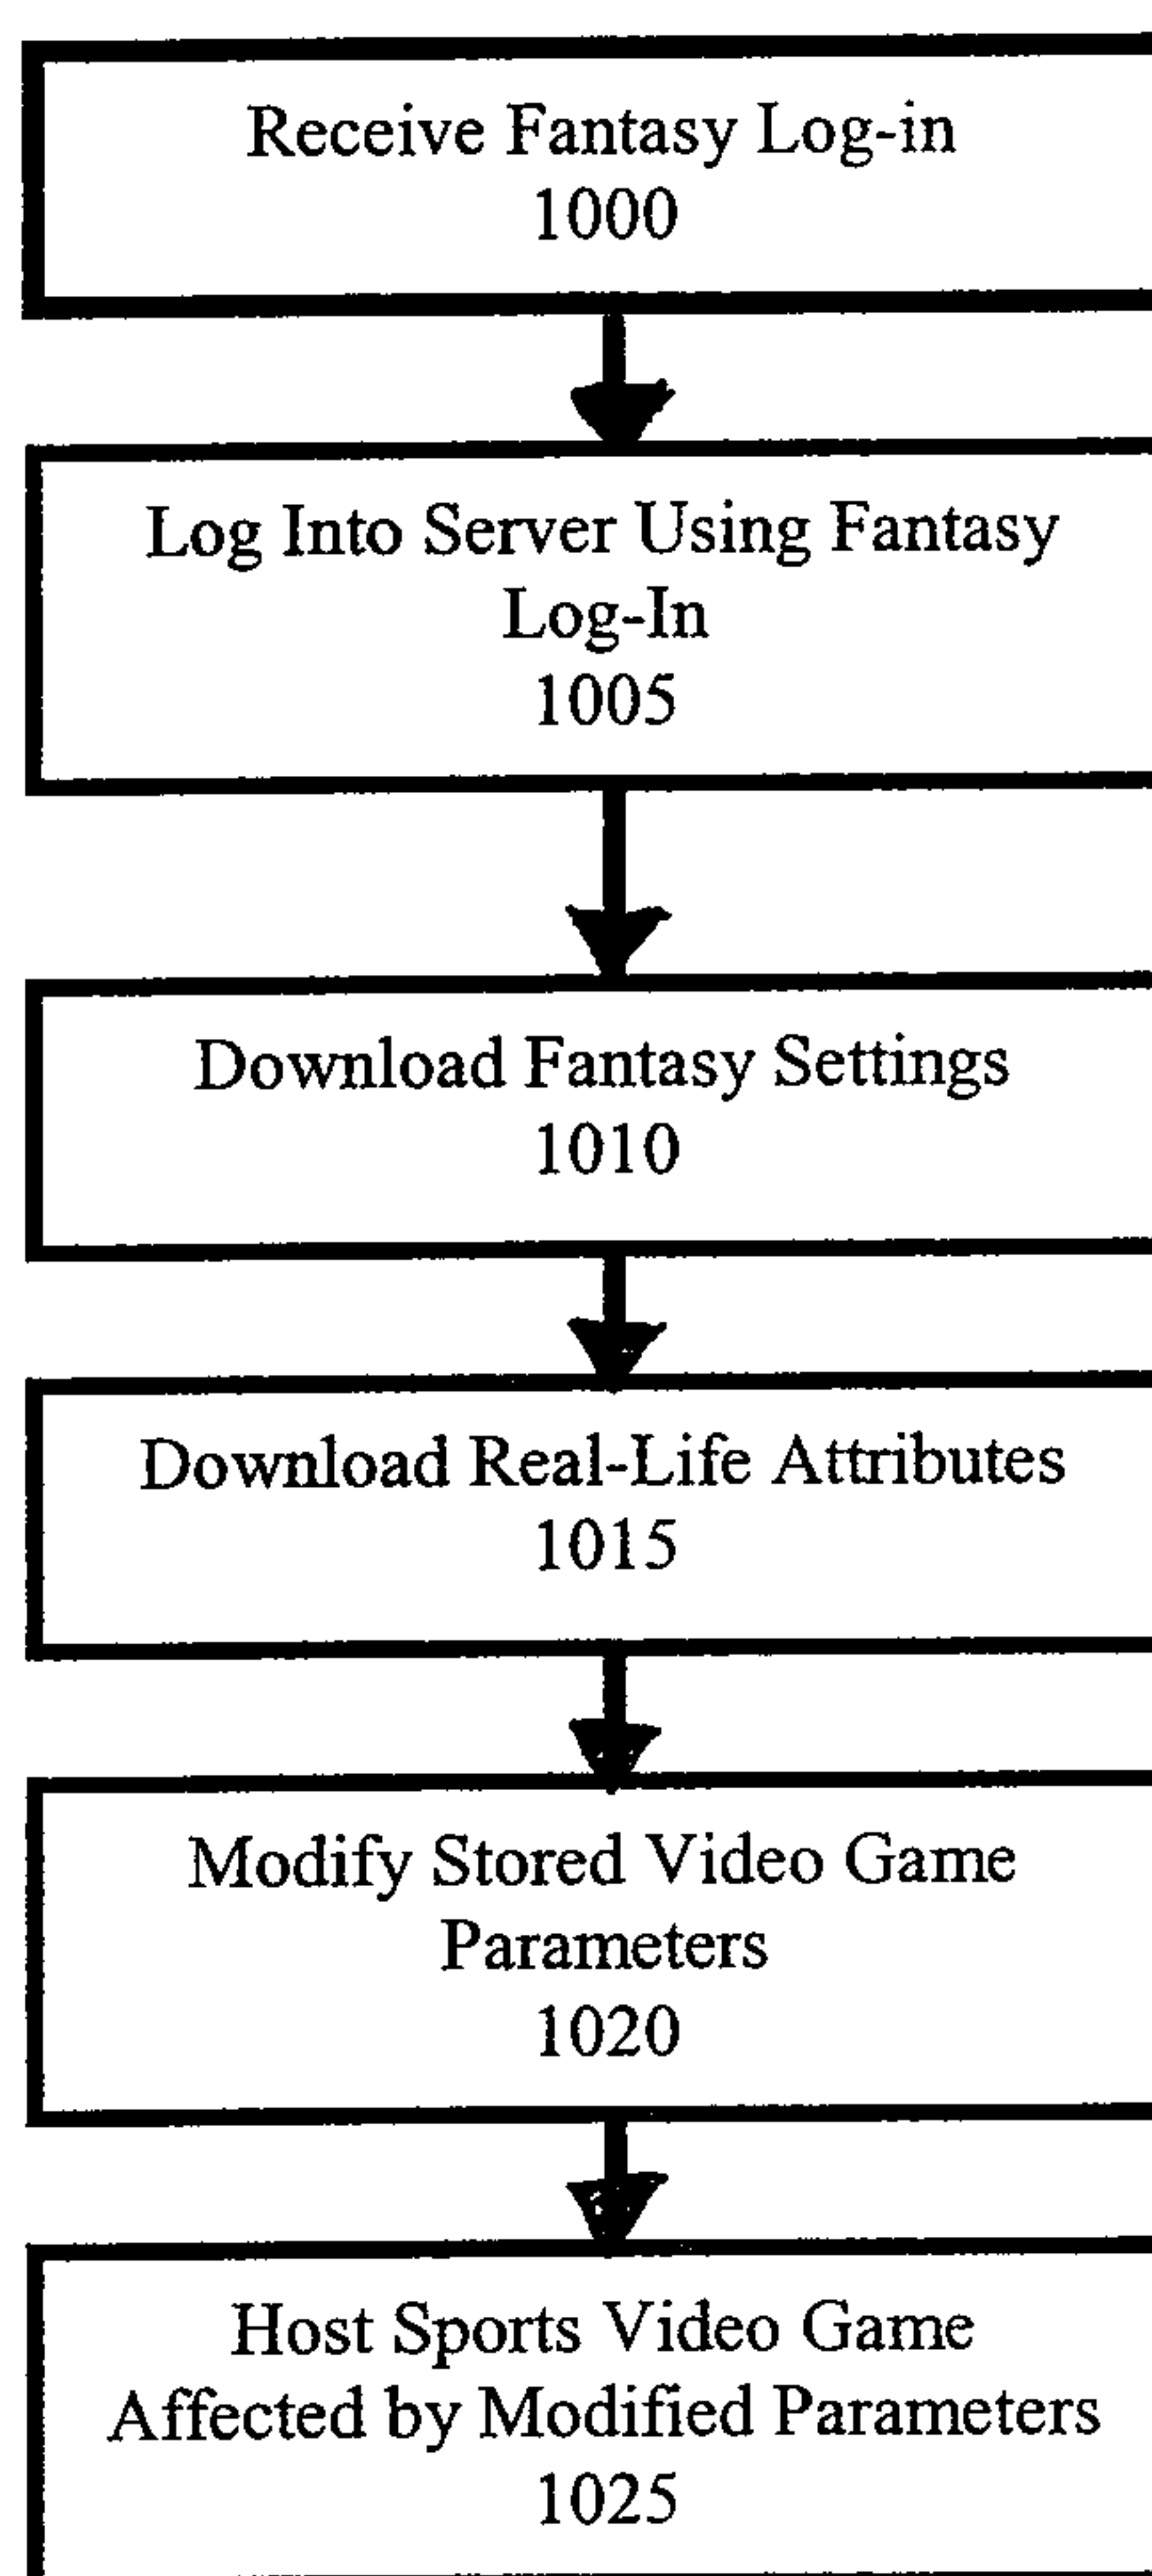 Receive Fantasy Log-in
1000
Log Into Server Using Fantasy
Log-In
1005
Download Fantasy Settings
1010
Download Real-Life Attributes
1015
Modify Stored Video Game
Parameters
1020
Host Sports Video Game
Affected by Modified Parameters
1025